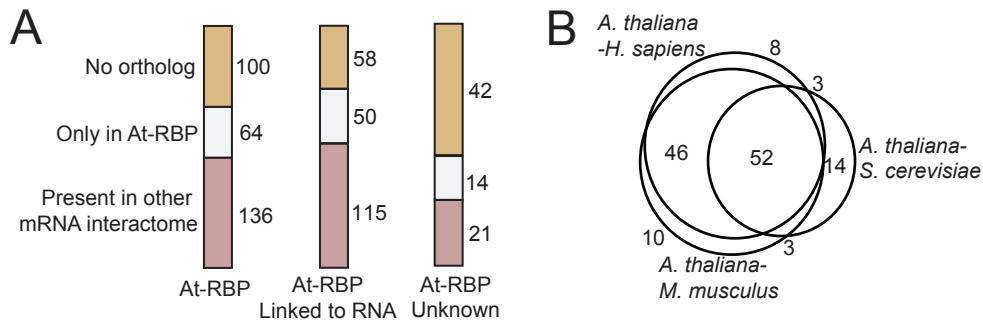 A
No ortholog
Only in At-RBP
Present in other
mRNA interactome
100
64
136
At-RBP
58
50
115
At-RBP
Linked to RNA
42
14
21
At-RBP
Unknown
B
A. thaliana
-H. sapiens
8
3
46
52
14
A. thaliana-
S. cerevisiae
10
3
A. thaliana-
M. musculus